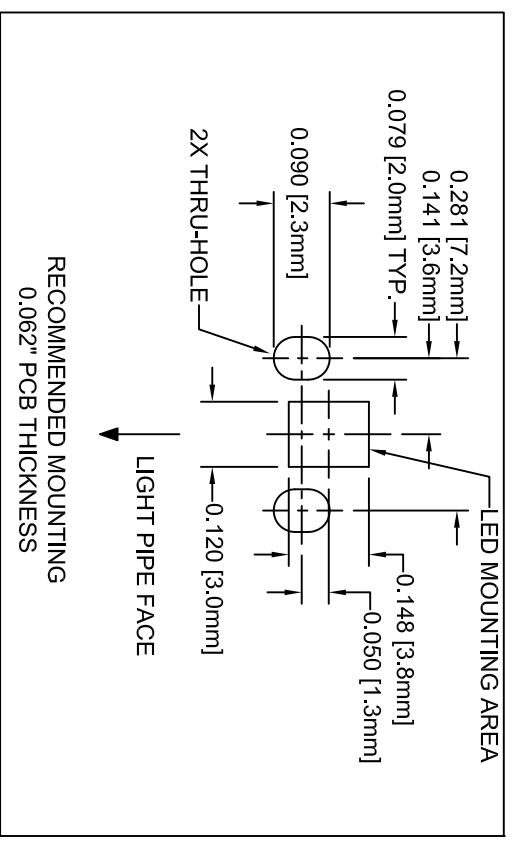 0.281 [7.2mm]
0.141 [3.6mm]
0.079 [2.0mm] TYP.
0.090 [2.3mm]
2X THRU-HOLE
LED MOUNTING AREA
0.148 [3.8mm]
0.050 [1.3mm]
0.120 [3.0mm]
LIGHT PIPE FACE
RECOMMENDED MOUNTING
0.062" PCB THICKNESS